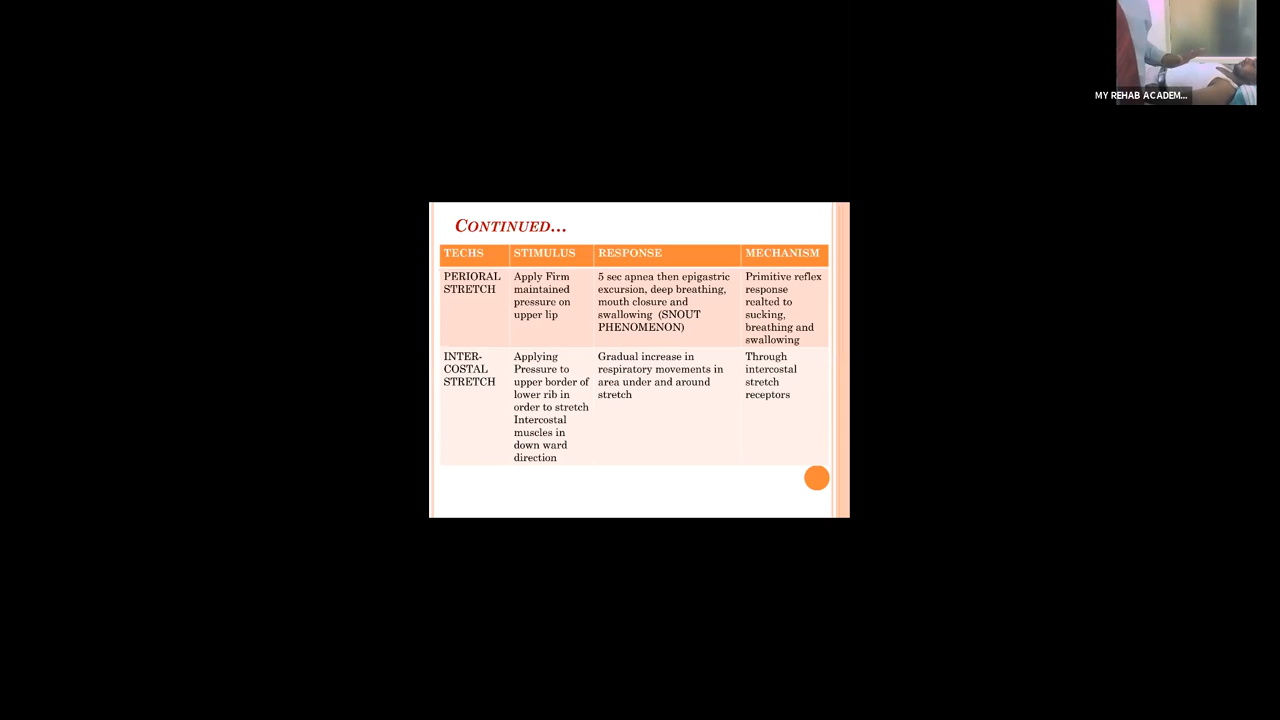 MY REHAB ACADEM...
CONTINUED...
TECHS STIMULUS RESPONSE MECHANISM
PERIORAL
STRETCH
Apply Firm
maintained
pressure on
upper lip
5 sec apnea then epigastric
excursion, deep breathing,
mouth closure and
swallowing (SNOUT
PHENOMENON)
Primitive reflex
response
realted to
sucking,
breathing and
swallowing
INTER-
COSTAL
STRETCH
Applying
Pressure to
upper border of
lower rib in
order to stretch
Intercostal
muscles in
down ward
direction
Gradual increase in
respiratory movements in
area under and around
stretch
Through
intercostal
stretch
receptors